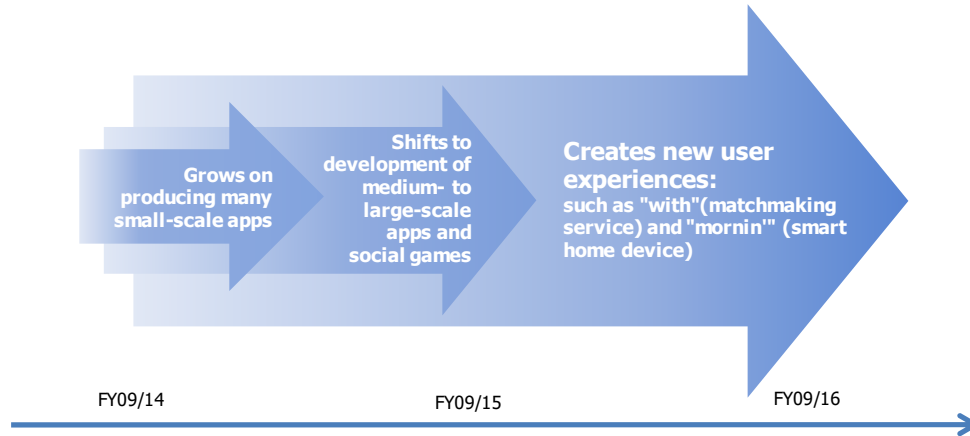 Grows on
producing many
small-scale apps
Shifts to
development of
medium- to
large-scale
apps and
social games
Creates new user
experiences:
such as "with"(matchmaking
service) and "mornin'" (smart
home device)
FY09/14
FY09/15
FY09/16